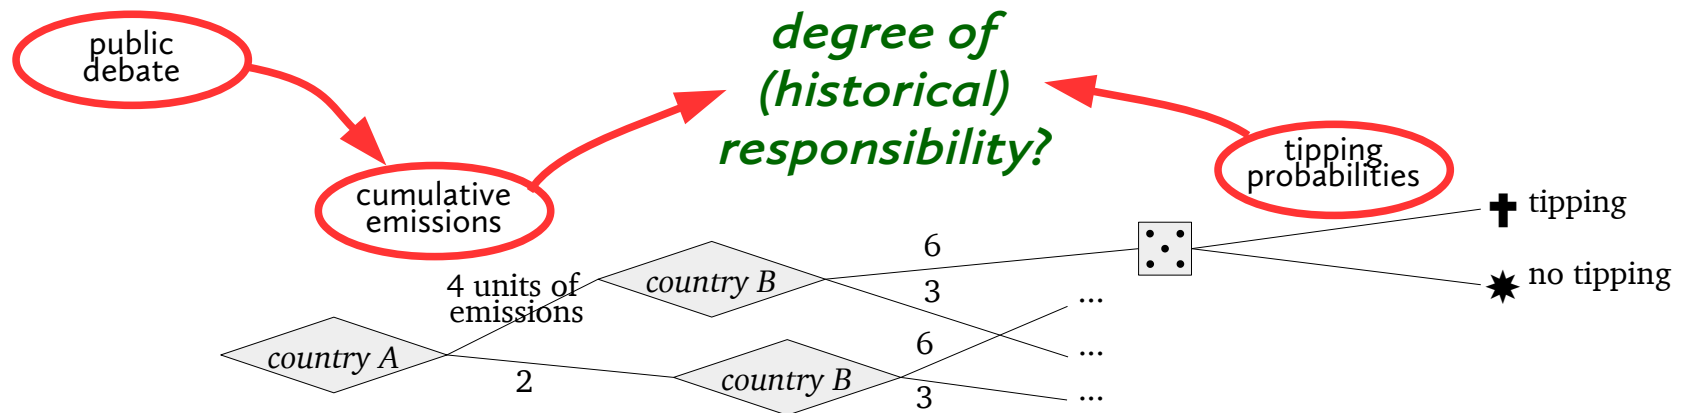 public
debate
degree of
(historical)
responsibility?
cumulative
emissions
tipping
probabilities
tipping
no tipping
4 units of
emissions
country B
6
3
...
country A
2
country B
6
3
...
...